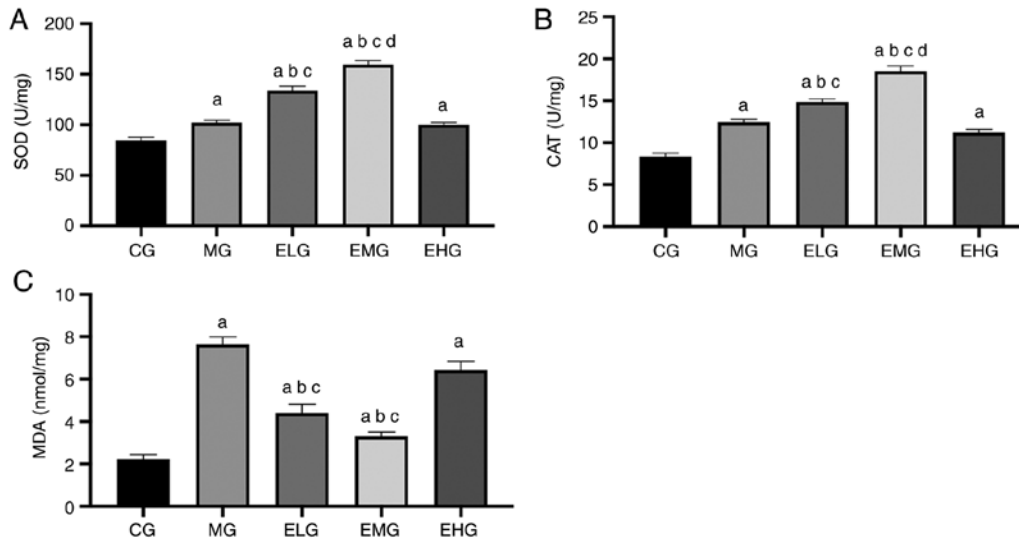 A
SOD (U/mg)
200
150
100
50
0
a
a b c
a b c d
a
CG MG ELG EMG EHG
B
CAT (U/mg)
25
20
15
10
5
0
a
a b c
a b c d
a
CG MG ELG EMG EHG
C
MDA (nmol/mg)
10
8
6
4
2
0
a
a b c
a b c
a
CG MG ELG EMG EHG